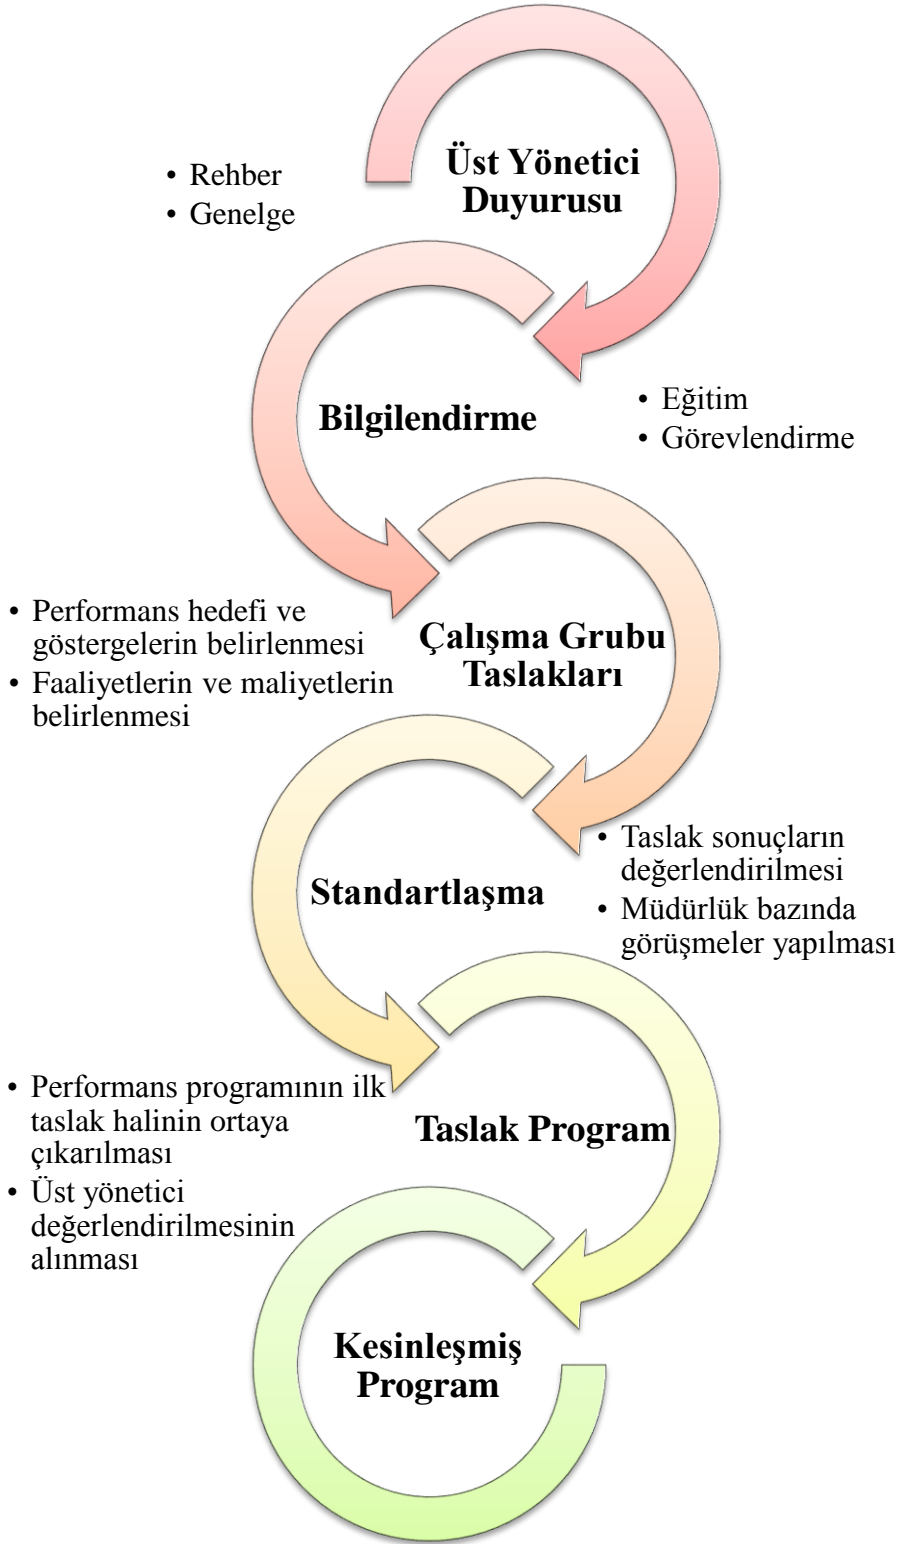 Üst Yönetici
Duyurusu
• Rehber
• Genelge
Bilgilendirme
• Eğitim
• Görevlendirme
Çalışma Grubu
Taslakları
• Performans hedefi ve
göstergelerin belirlenmesi
• Faaliyetlerin ve maliyetlerin
belirlenmesi
Standartlaşma
• Taslak sonuçların
değerlendirilmesi
• Müdürlük bazında
görüşmeler yapılması
Taslak Program
• Performans programının ilk
taslak halinin ortaya
çıkarılması
• Üst yönetici
değerlendirilmesinin
alınması
Kesinleşmiş
Program